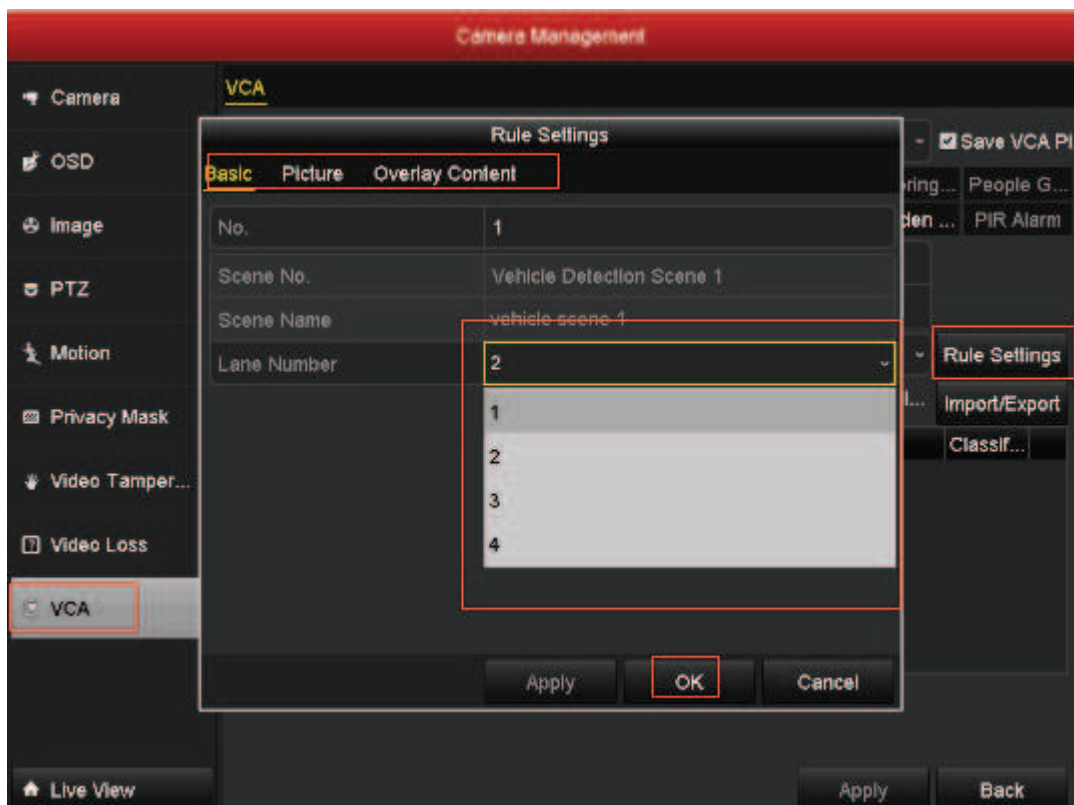 Camera Management
Camera
OSD
Image
PTZ
Motion
Privacy Mask
Video Tamper...
Video Loss
VCA
Live View
VCA
Save VCA Pi
ring... People G...
den ... PIR Alarm
Rule Settings
Import/Export
Classif...
Rule Settings
Basic Picture Overlay Content
No. 1
Scene No. Vehicle Detection Scene 1
Scene Name vehicle scene 1
Lane Number 2
1
2
3
4
Apply OK Cancel
Apply Back